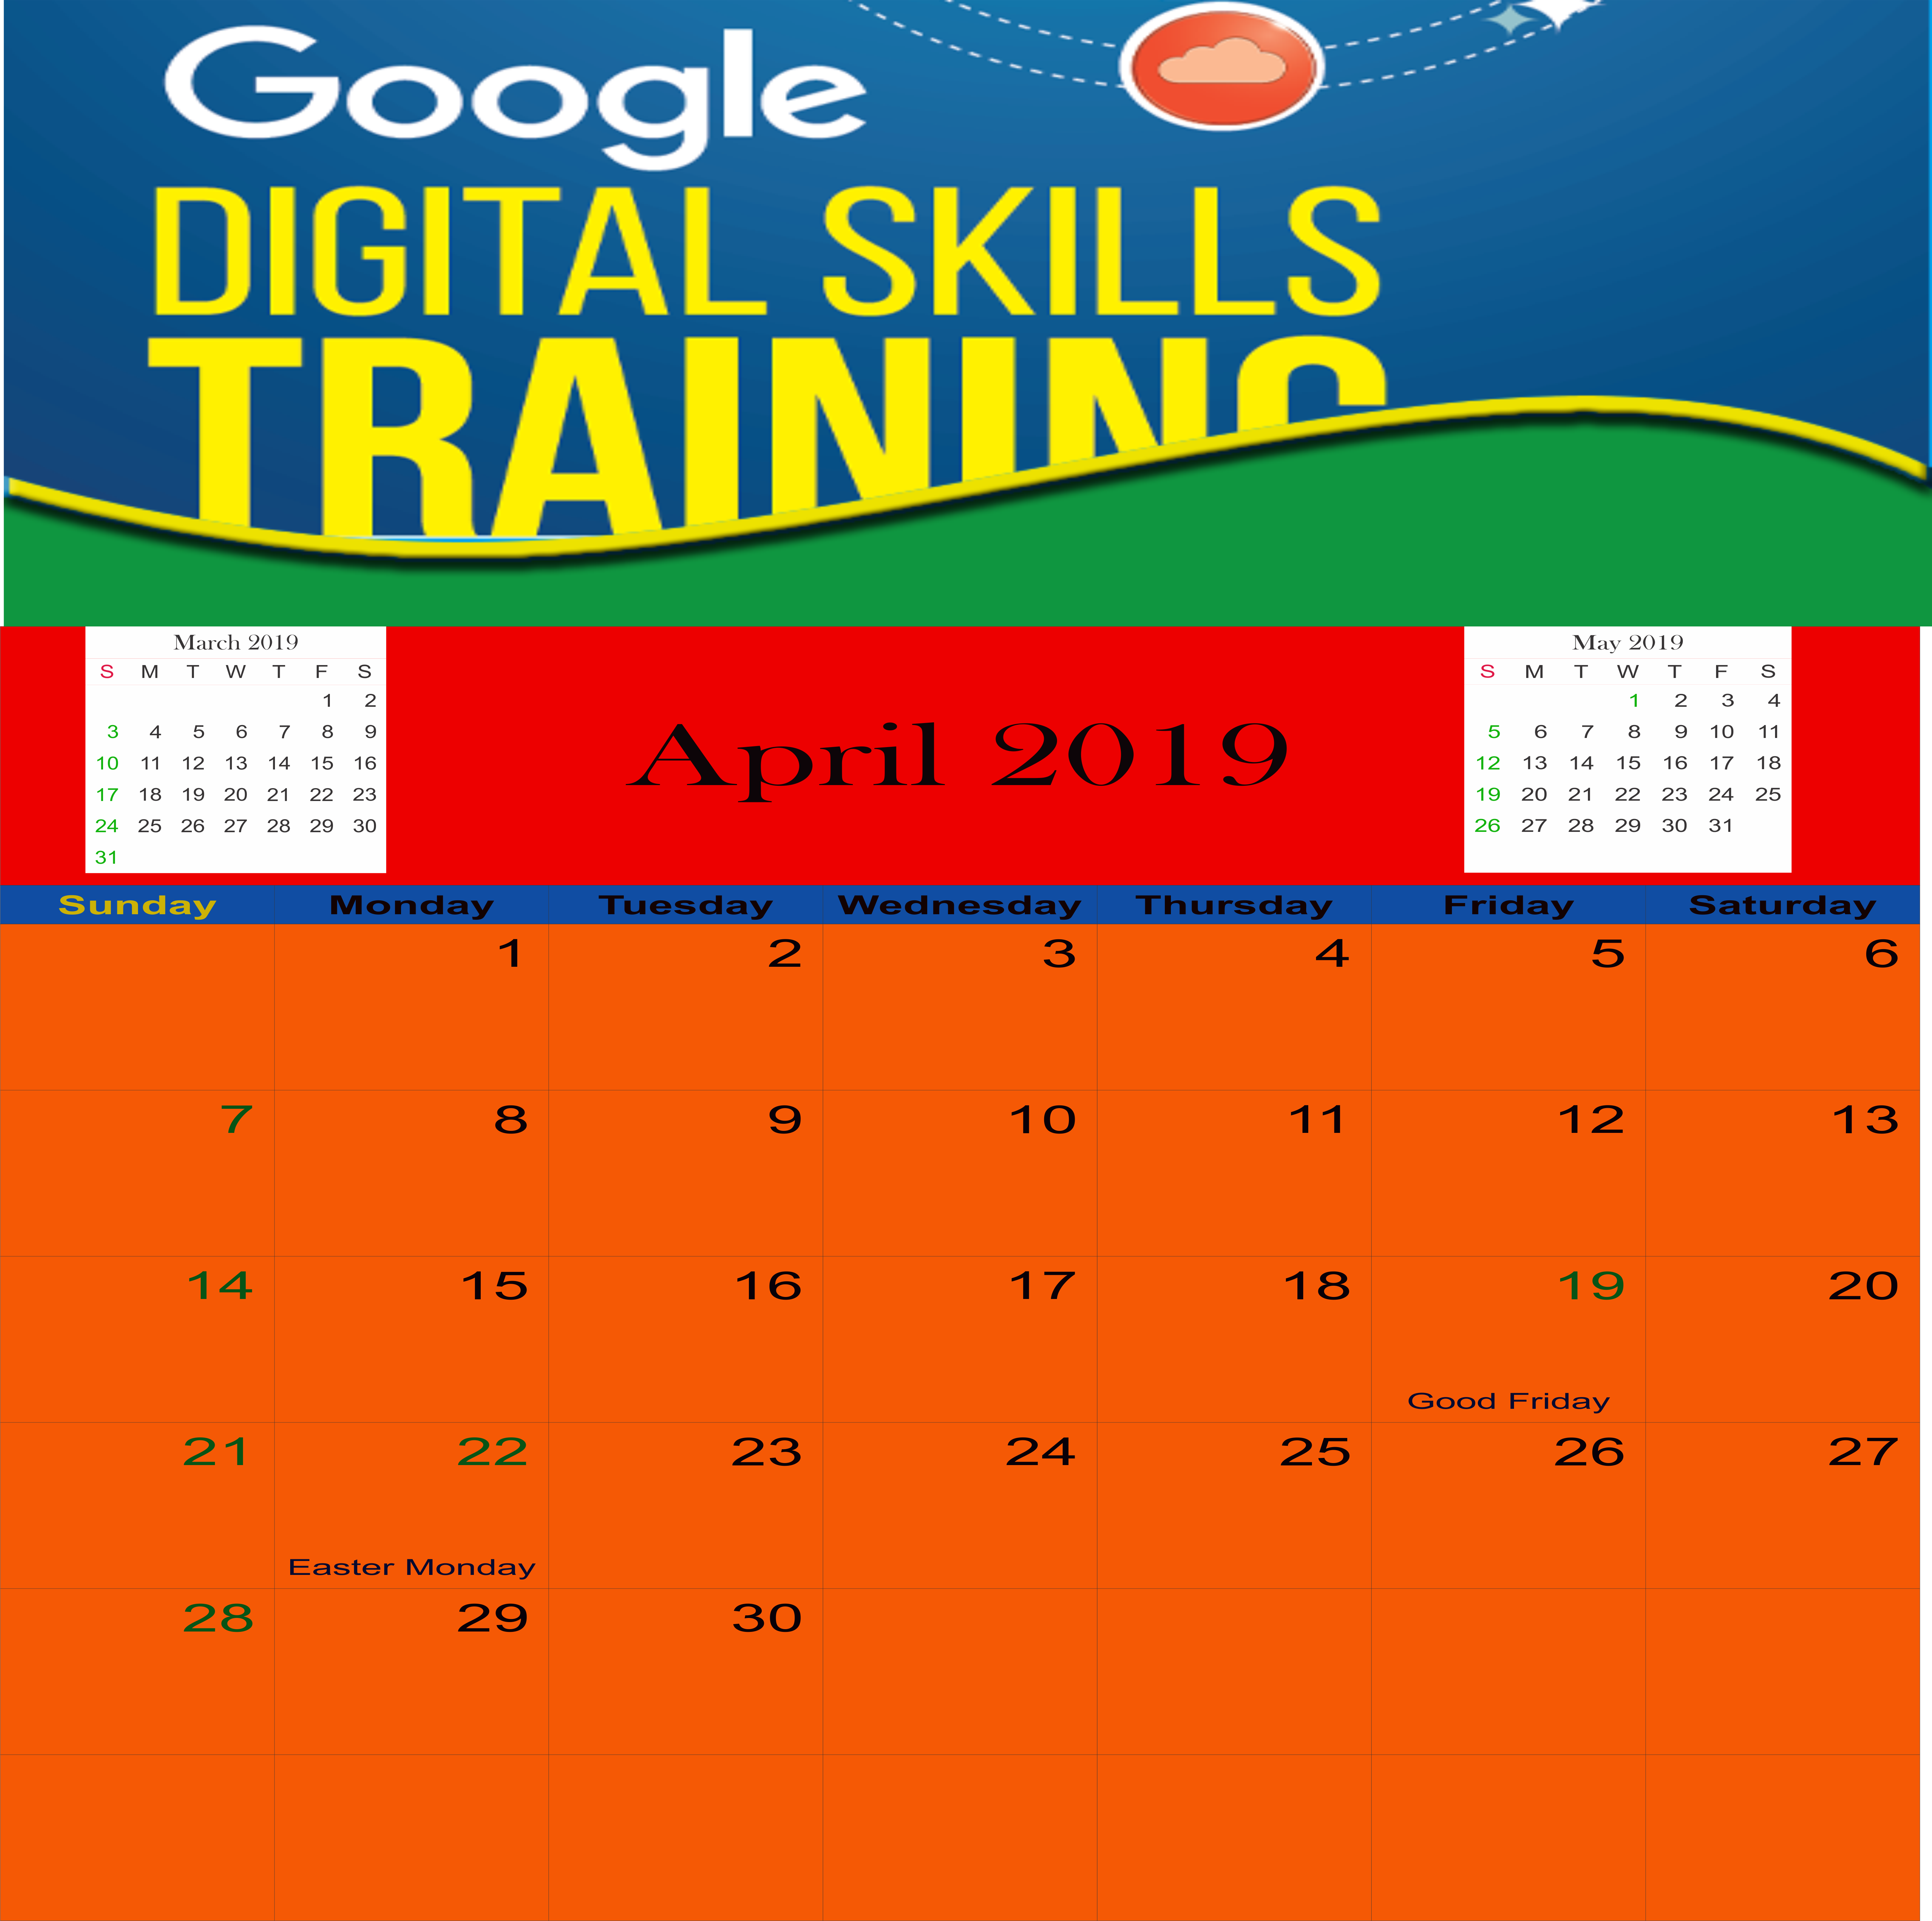 Google
DIGITAL SKILLS
TRAINING
March 2019
S M T W T F S
1 2
3 4 5 6 7 8 9
10 11 12 13 14 15 16
17 18 19 20 21 22 23
24 25 26 27 28 29 30
31
April 2019
May 2019
S M T W T F S
1 2 3 4
5 6 7 8 9 10 11
12 13 14 15 16 17 18
19 20 21 22 23 24 25
26 27 28 29 30 31
Sunday Monday Tuesday Wednesday Thursday Friday Saturday
1 2 3 4 5 6
7 8 9 10 11 12 13
14 15 16 17 18 19 20
Good Friday
21 22 23 24 25 26 27
Easter Monday
28 29 30